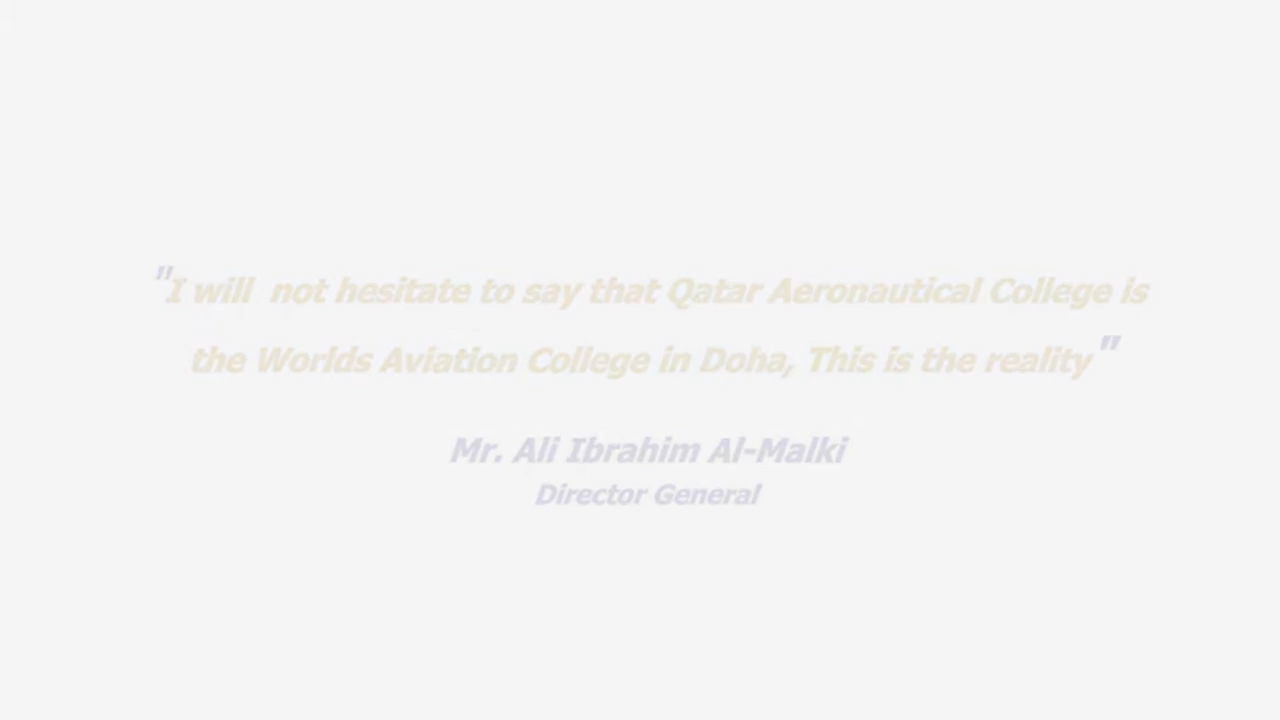 "I will not hesitate to say that Qatar Aeronautical College is
the Worlds Aviation College in Doha, This is the reality"
Mr. Ali Ibrahim Al-Malki
Director General